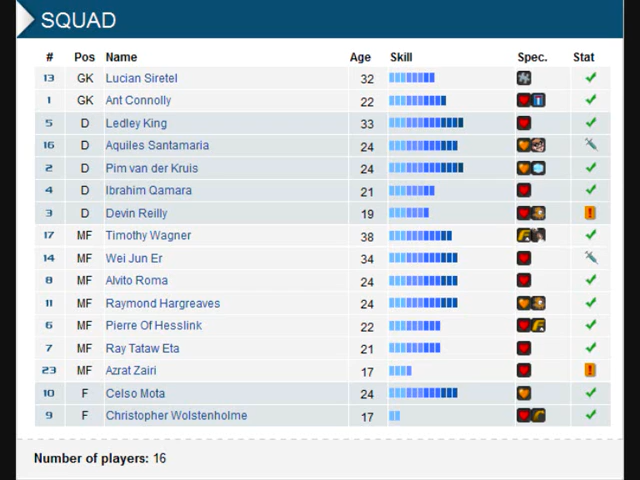 SQUAD
# Pos Name Age Skill Spec. Stat
13 GK Lucian Siretel 32
1 GK Ant Connolly 22
5 D Ledley King 33
16 D Aquiles Santamaria 24
2 D Pim van der Kruis 24
4 D Ibrahim Qamara 21
3 D Devin Reilly 19
17 MF Timothy Wagner 38
14 MF Wei Jun Er 34
8 MF Alvito Roma 24
11 MF Raymond Hargreaves 24
6 MF Pierre Of Hesslink 22
7 MF Ray Tataw Eta 21
23 MF Azrat Zairi 17
10 F Celso Mota 24
9 F Christopher Wolstenholme 17
Number of players: 16